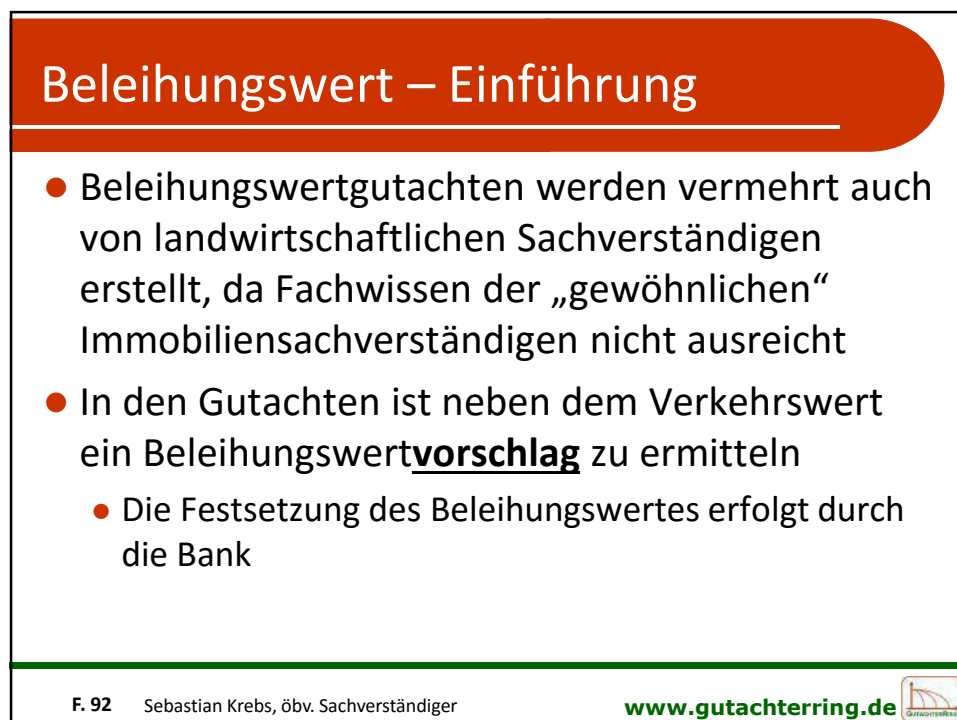 Beleihungswert – Einführung
● Beleihungswertgutachten werden vermehrt auch
von landwirtschaftlichen Sachverständigen
erstellt, da Fachwissen der „gewöhnlichen“
Immobiliensachverständigen nicht ausreicht
● In den Gutachten ist neben dem Verkehrswert
ein Beleihungswertvorschlag zu ermitteln
● Die Festsetzung des Beleihungswertes erfolgt durch
die Bank
F. 92 Sebastian Krebs, öbv. Sachverständiger www.gutachterring.de GUTACHTERRING